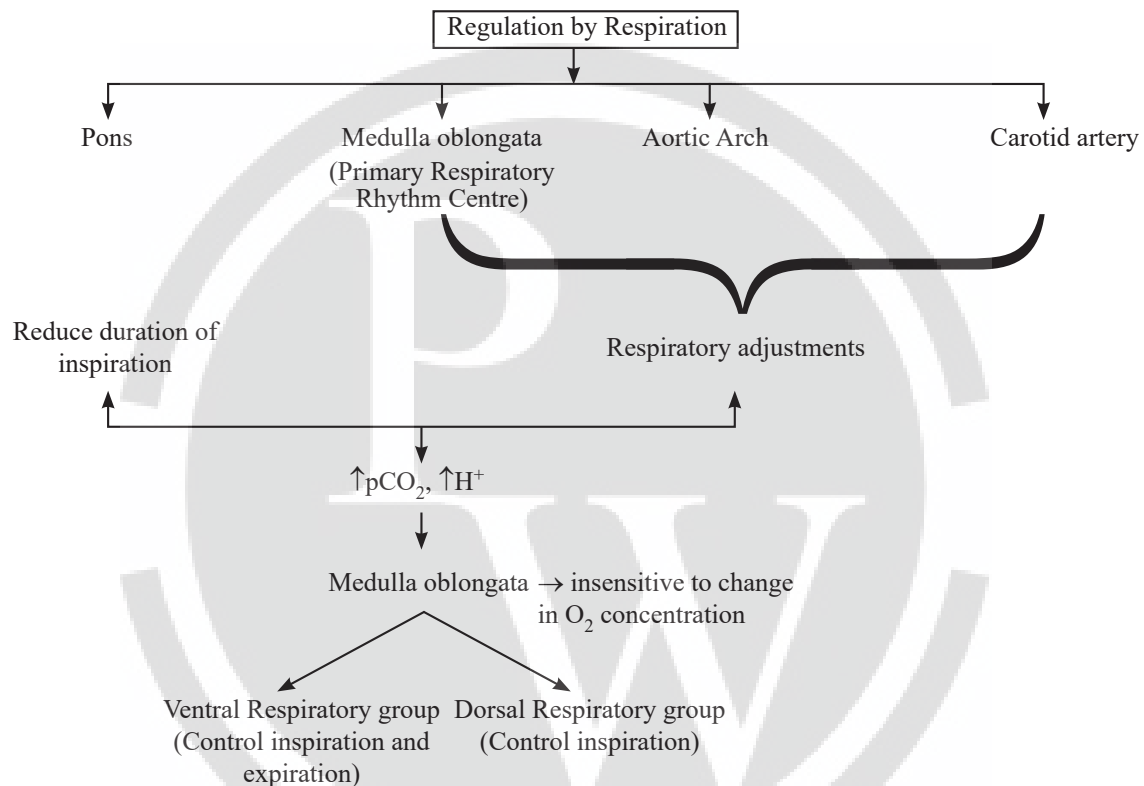 Regulation by Respiration
Pons
Medulla oblongata
(Primary Respiratory
Rhythm Centre)
Aortic Arch
Carotid artery
Reduce duration of
inspiration
Respiratory adjustments
↑pCO₂, ↑H⁺
Medulla oblongata → insensitive to change
in O₂ concentration
Ventral Respiratory group
(Control inspiration and
expiration)
Dorsal Respiratory group
(Control inspiration)
PW